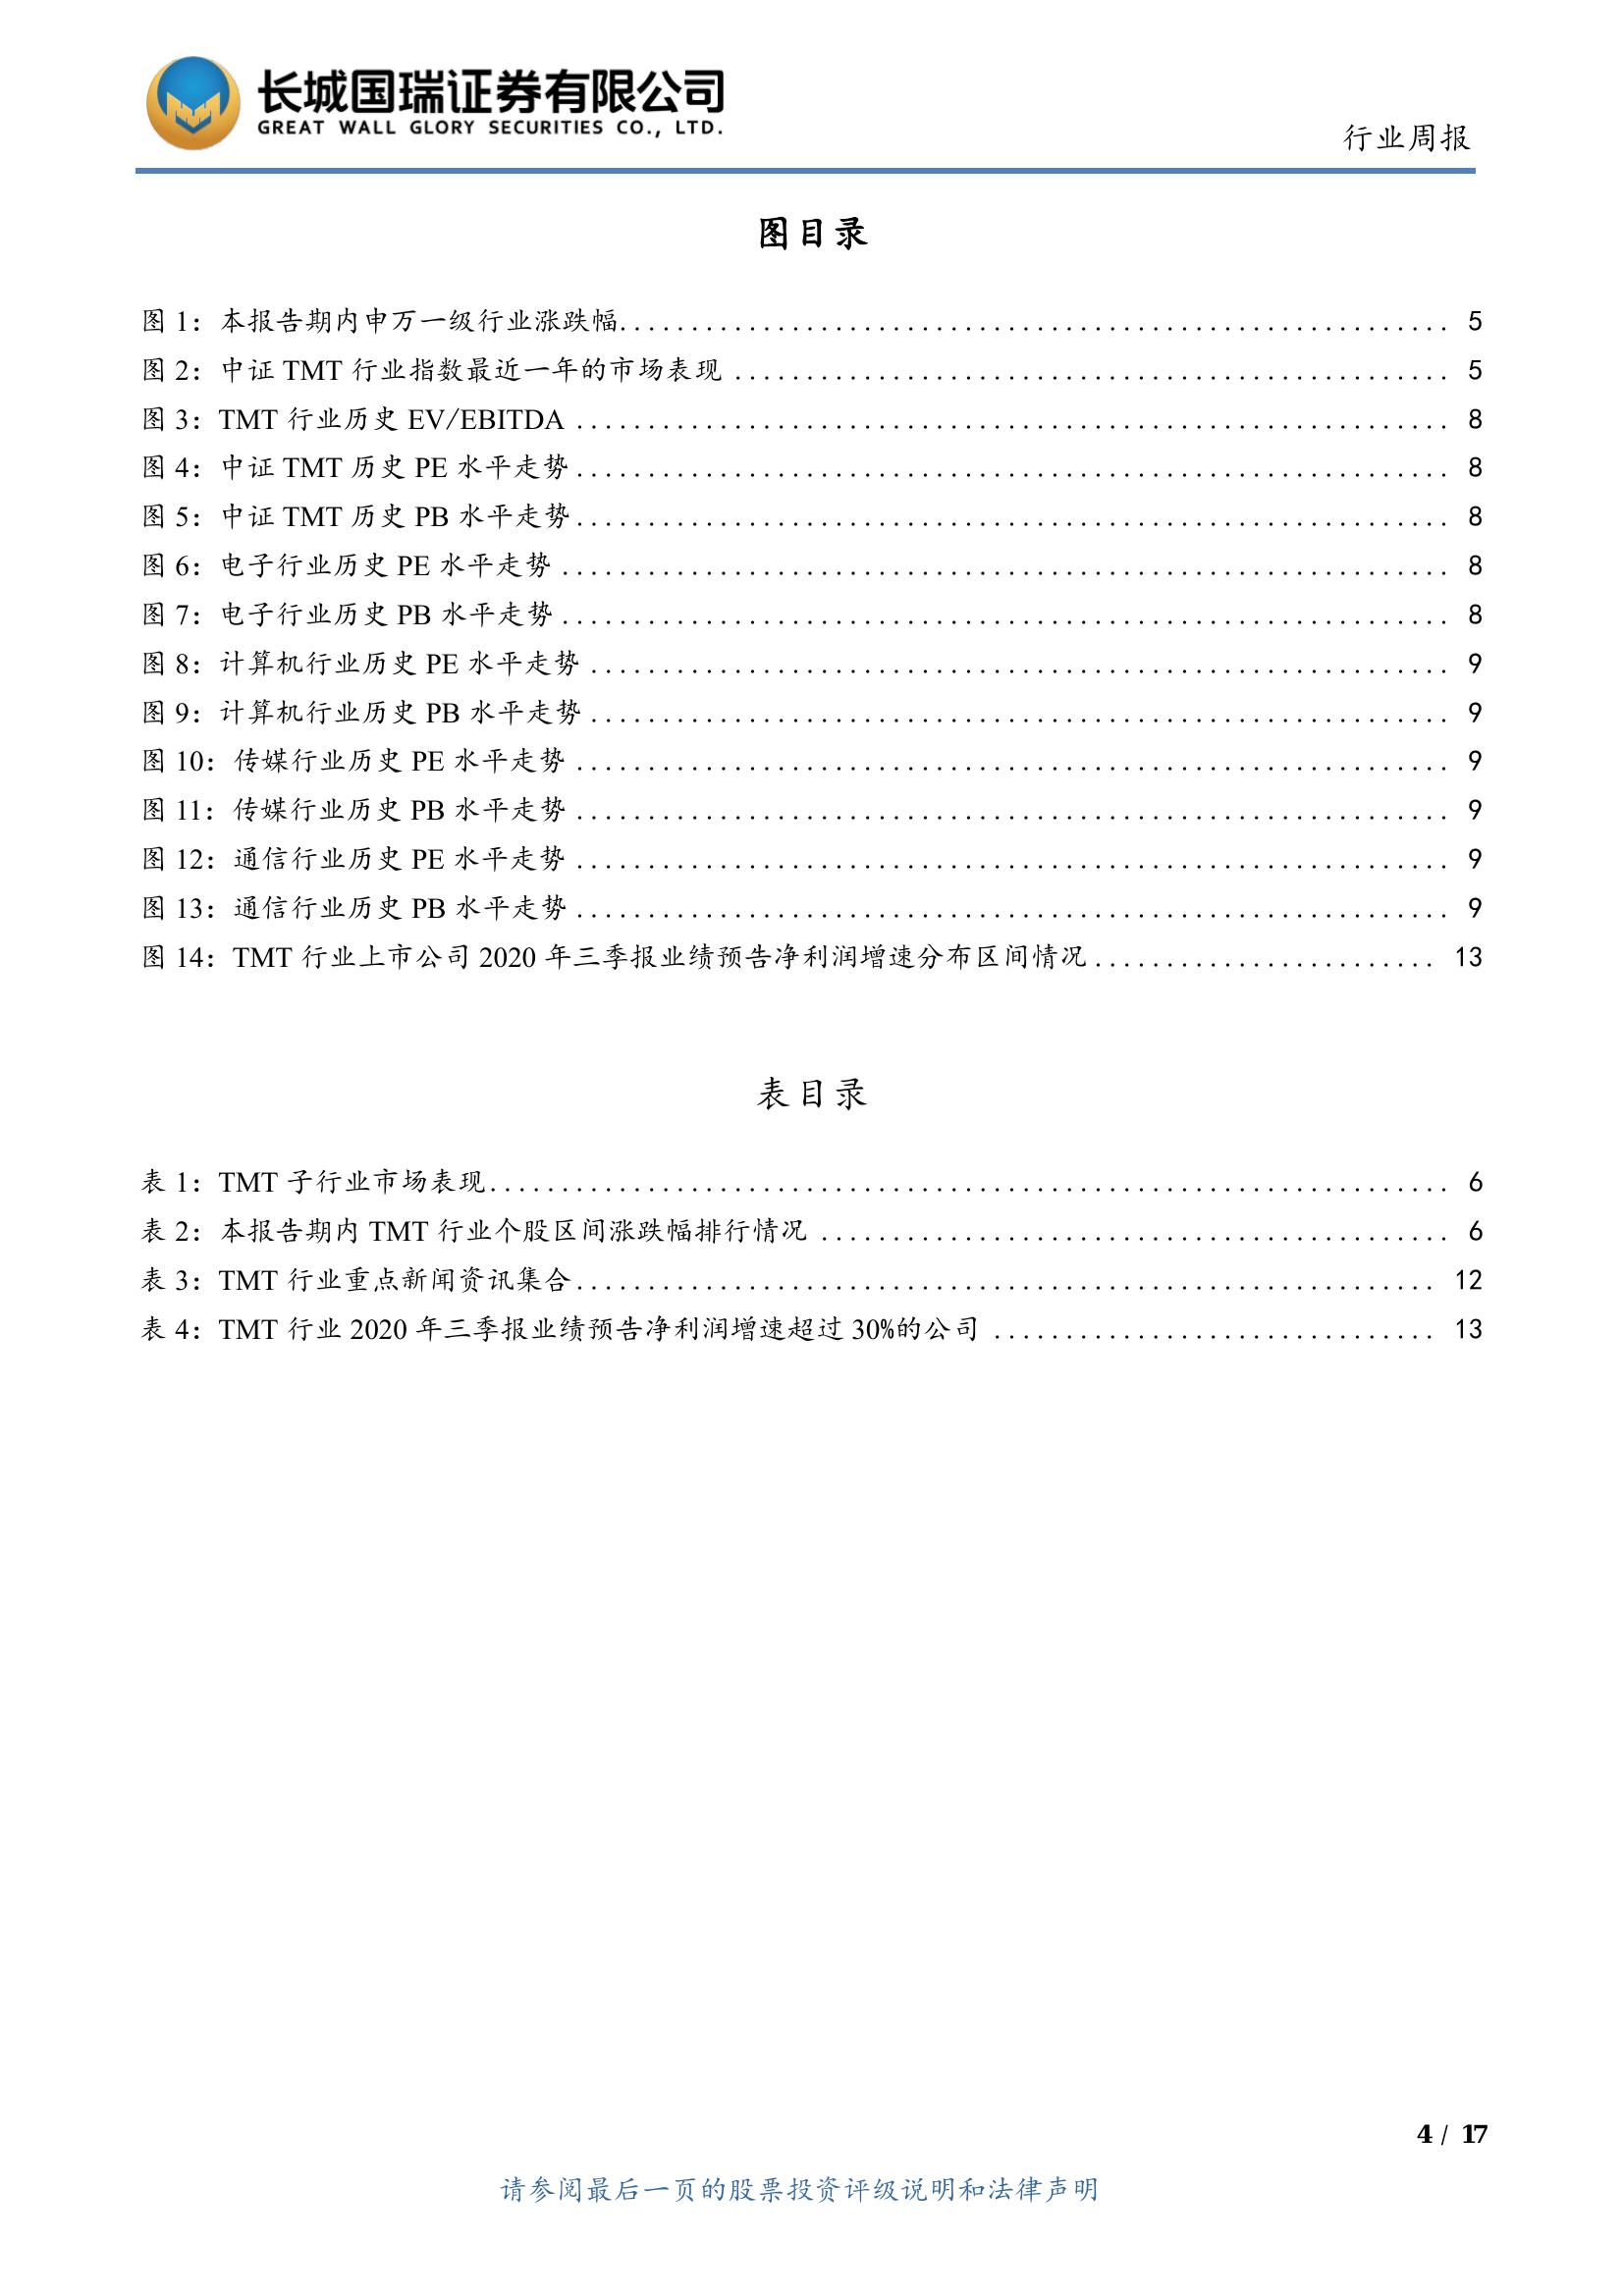 长城国瑞证券有限公司
GREAT WALL GLORY SECURITIES CO., LTD.
行业周报
图目录
图 1：本报告期内申万一级行业涨跌幅.......................................................... 5
图 2：中证 TMT 行业指数最近一年的市场表现 .................................................. 5
图 3：TMT 行业历史 EV/EBITDA ............................................................. 8
图 4：中证 TMT 历史 PE 水平走势............................................................. 8
图 5：中证 TMT 历史 PB 水平走势............................................................. 8
图 6：电子行业历史 PE 水平走势 .............................................................. 8
图 7：电子行业历史 PB 水平走势 .............................................................. 8
图 8：计算机行业历史 PE 水平走势 ............................................................ 9
图 9：计算机行业历史 PB 水平走势 ............................................................ 9
图 10：传媒行业历史 PE 水平走势 ............................................................. 9
图 11：传媒行业历史 PB 水平走势 ............................................................. 9
图 12：通信行业历史 PE 水平走势 ............................................................. 9
图 13：通信行业历史 PB 水平走势............................................................. 9
图 14：TMT 行业上市公司 2020 年三季报业绩预告净利润增速分布区间情况........................ 13
表目录
表 1：TMT 子行业市场表现................................................................... 6
表 2：本报告期内 TMT 行业个股区间涨跌幅排行情况 ............................................ 6
表 3：TMT 行业重点新闻资讯集合............................................................ 12
表 4：TMT 行业 2020 年三季报业绩预告净利润增速超过 30%的公司 ............................... 13
4 / 17
请参阅最后一页的股票投资评级说明和法律声明